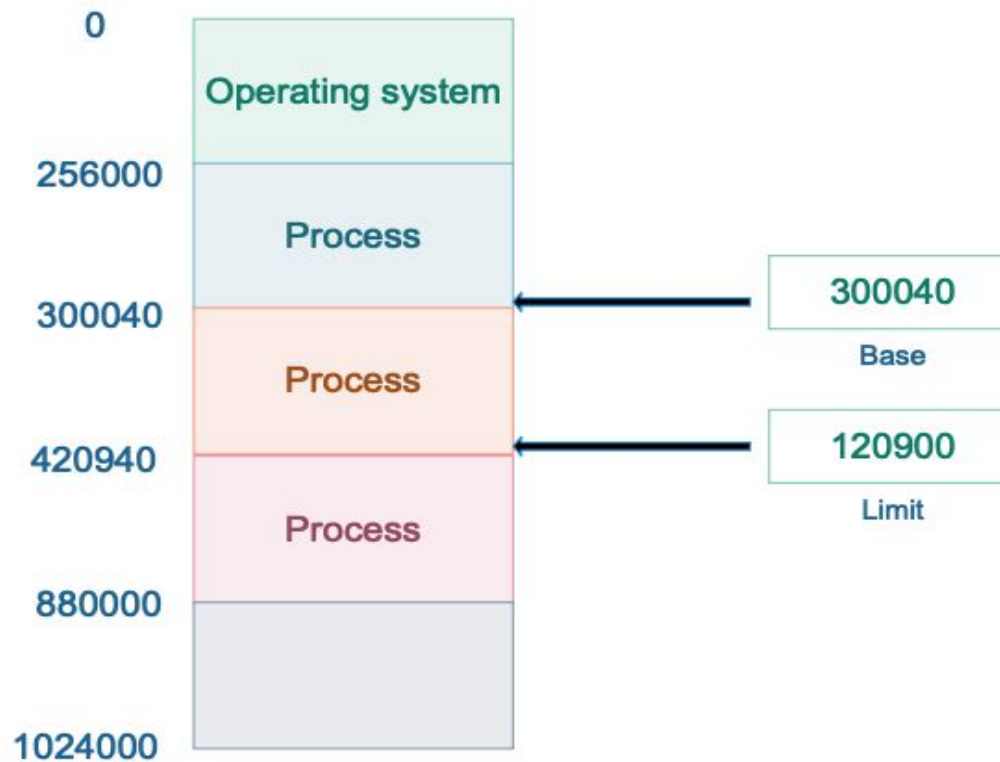 0
Operating system
256000
Process
300040
Base
300040
Process
120900
Limit
420940
Process
880000
1024000